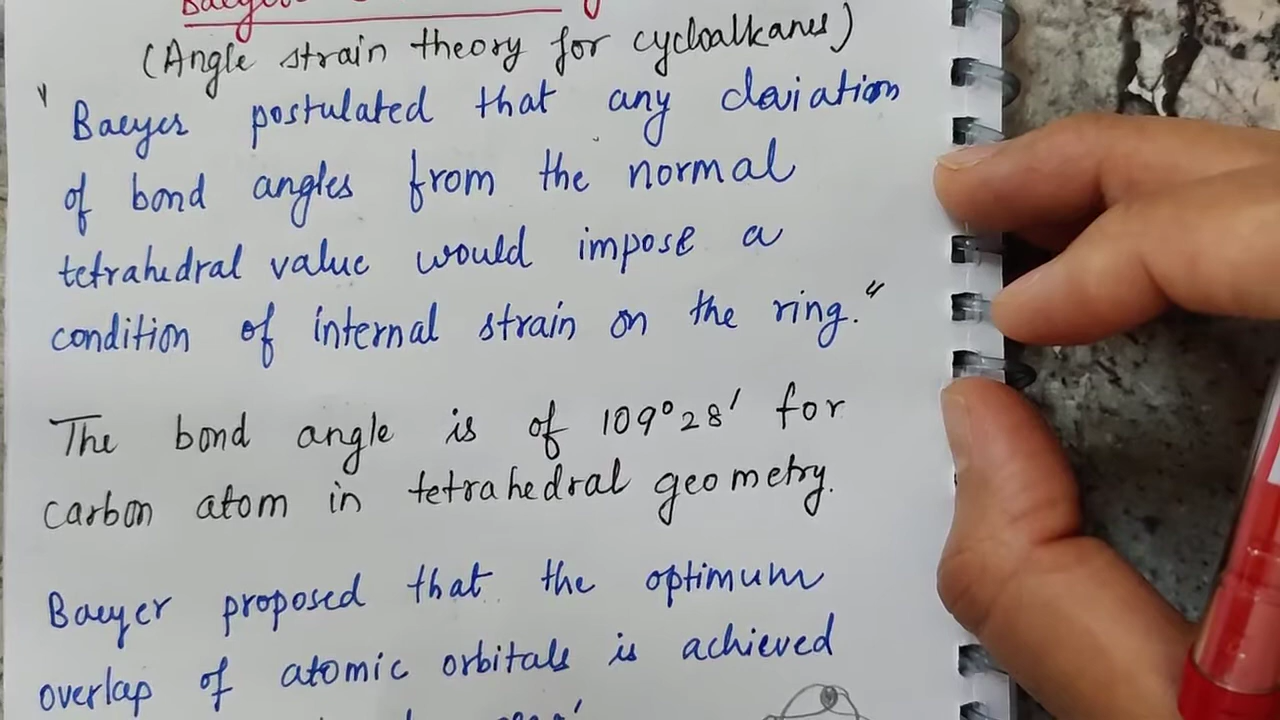 (Angle strain theory for cycloalkanes)
" Baeyer postulated that any deviation
of bond angles from the normal
tetrahedral value would impose a
condition of internal strain on the ring."
The bond angle is of 109°28' for
carbon atom in tetrahedral geometry.
Baeyer proposed that the optimum
overlap of atomic orbitals is achieved